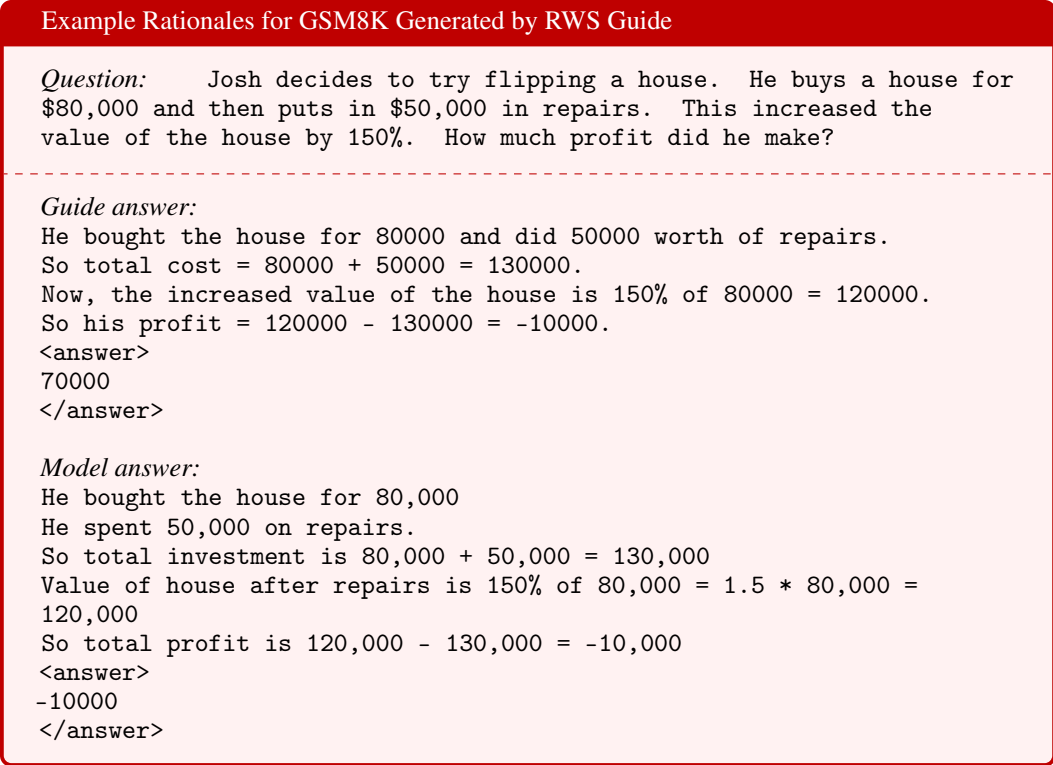 Example Rationales for GSM8K Generated by RWS Guide
Question: Josh decides to try flipping a house. He buys a house for
$80,000 and then puts in $50,000 in repairs. This increased the
value of the house by 150%. How much profit did he make?
Guide answer:
He bought the house for 80000 and did 50000 worth of repairs.
So total cost = 80000 + 50000 = 130000.
Now, the increased value of the house is 150% of 80000 = 120000.
So his profit = 120000 - 130000 = -10000.
<answer>
70000
</answer>
Model answer:
He bought the house for 80,000
He spent 50,000 on repairs.
So total investment is 80,000 + 50,000 = 130,000
Value of house after repairs is 150% of 80,000 = 1.5 * 80,000 =
120,000
So total profit is 120,000 - 130,000 = -10,000
<answer>
-10000
</answer>